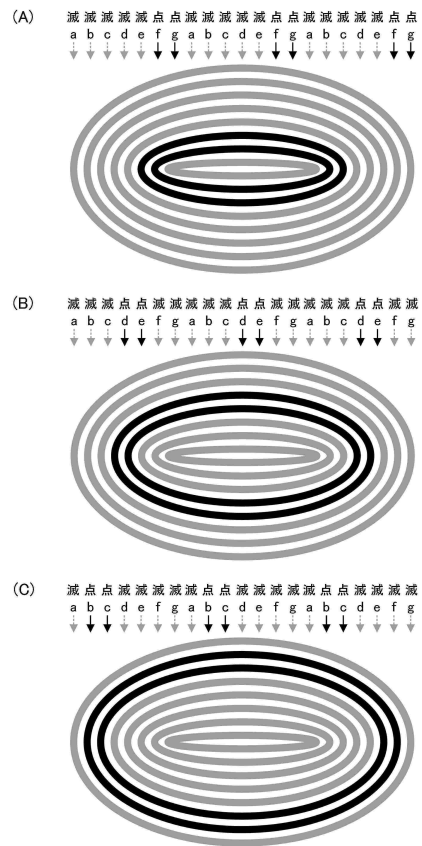 (A) 滅 滅 滅 滅 滅 点 点 滅 滅 滅 滅 滅 点 点 滅 滅 滅 滅 滅 点 点
a b c d e f g a b c d e f g a b c d e f g
(B) 滅 滅 滅 点 点 滅 滅 滅 滅 滅 点 点 滅 滅 滅 滅 滅 点 点 滅 滅
a b c d e f g a b c d e f g a b c d e f g
(C) 滅 点 点 滅 滅 滅 滅 滅 点 点 滅 滅 滅 滅 滅 点 点 滅 滅 滅 滅
a b c d e f g a b c d e f g a b c d e f g